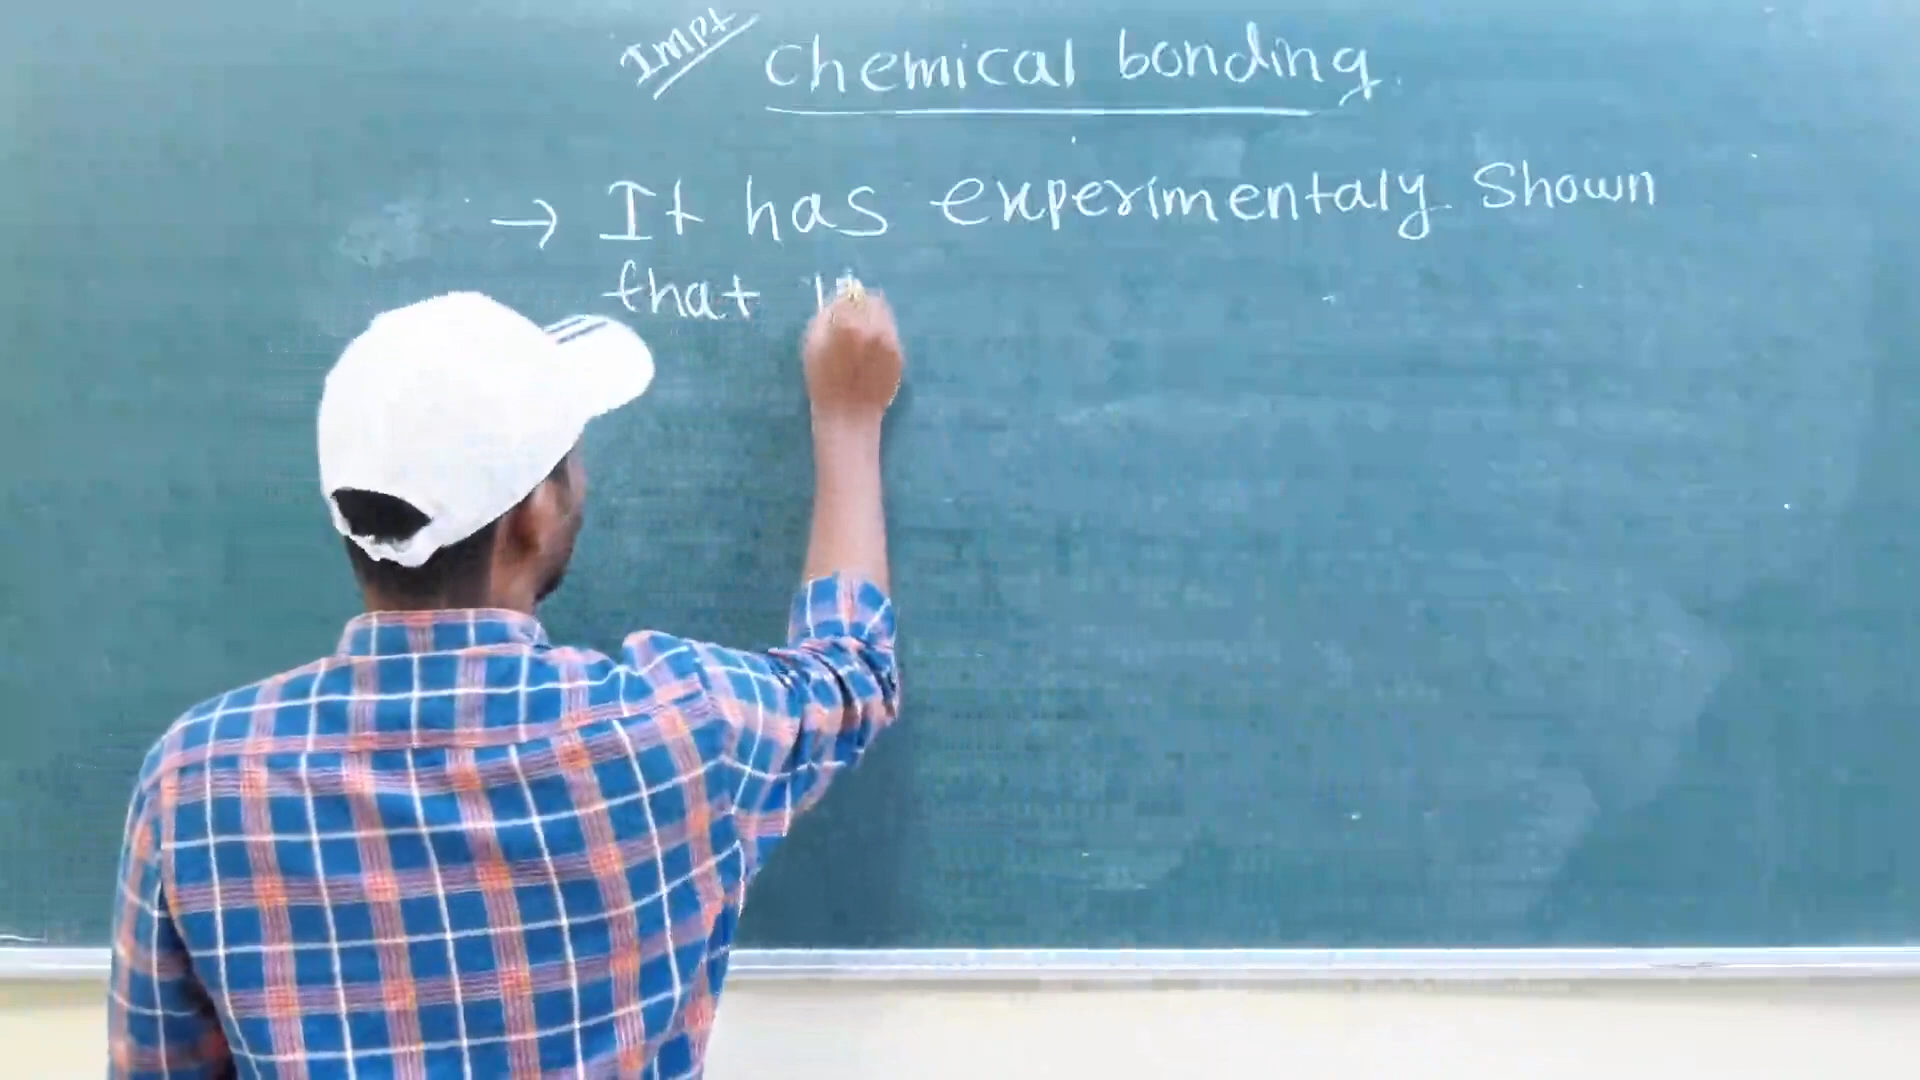 Impt Chemical bonding
→ It has experimentaly Shown
that